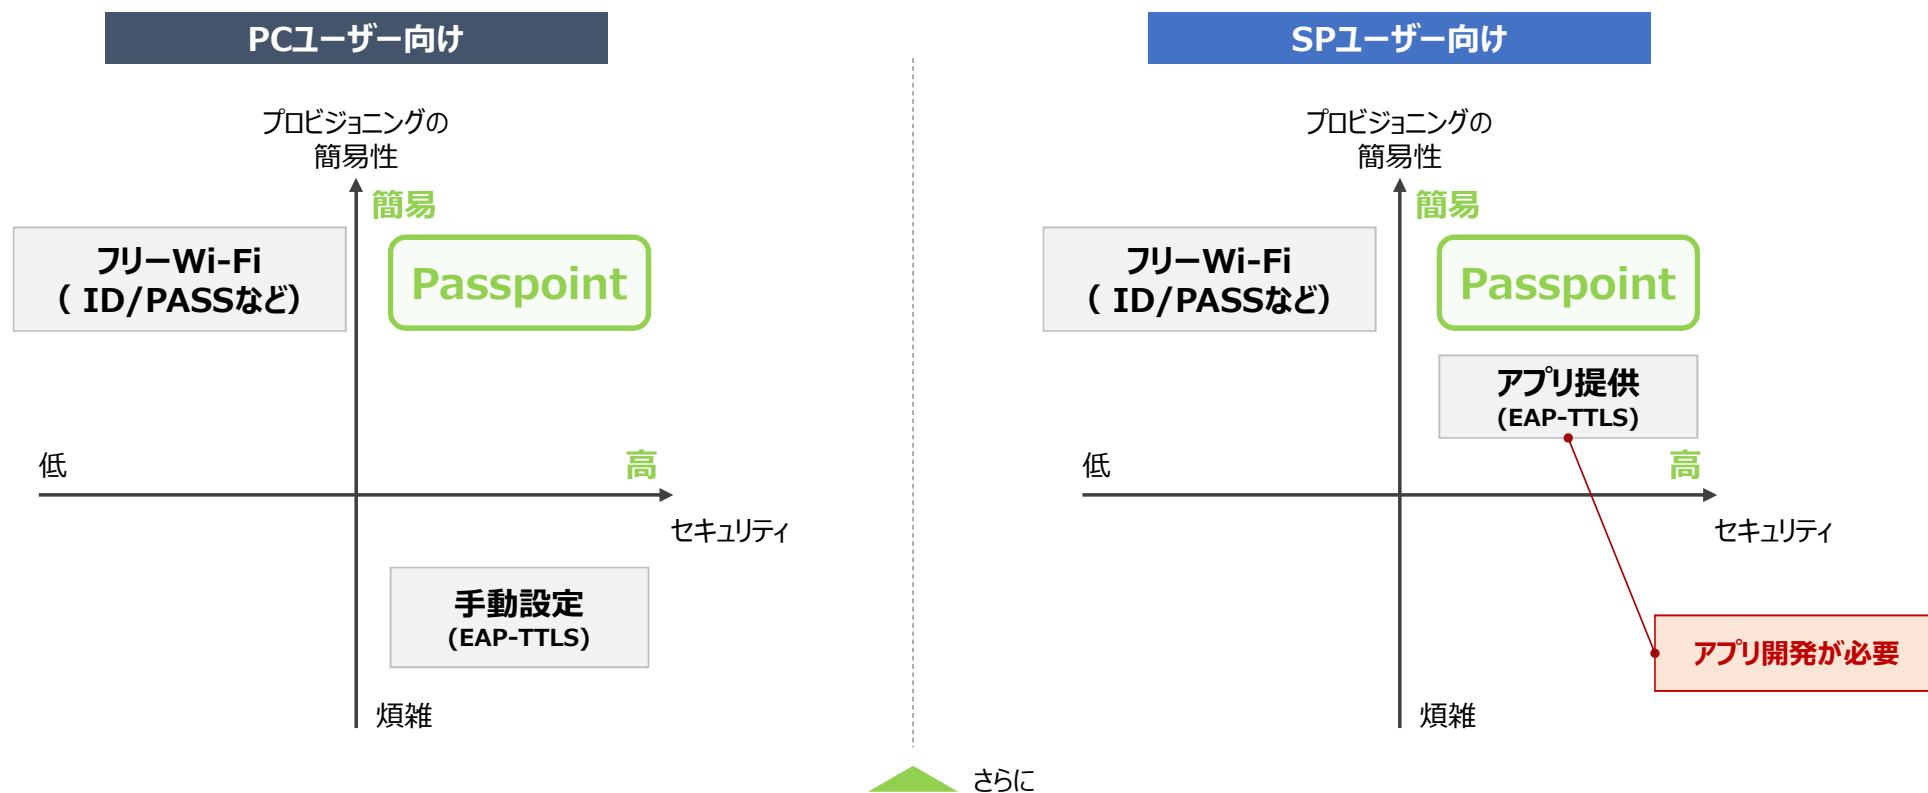 PCユーザー向け
プロビジョニングの
簡易性
簡易
フリーWi-Fi
（ ID/PASSなど）
Passpoint
低
高
セキュリティ
手動設定
(EAP-TTLS)
煩雑
SPユーザー向け
プロビジョニングの
簡易性
簡易
フリーWi-Fi
（ ID/PASSなど）
Passpoint
アプリ提供
(EAP-TTLS)
低
高
セキュリティ
アプリ開発が必要
煩雑
さらに